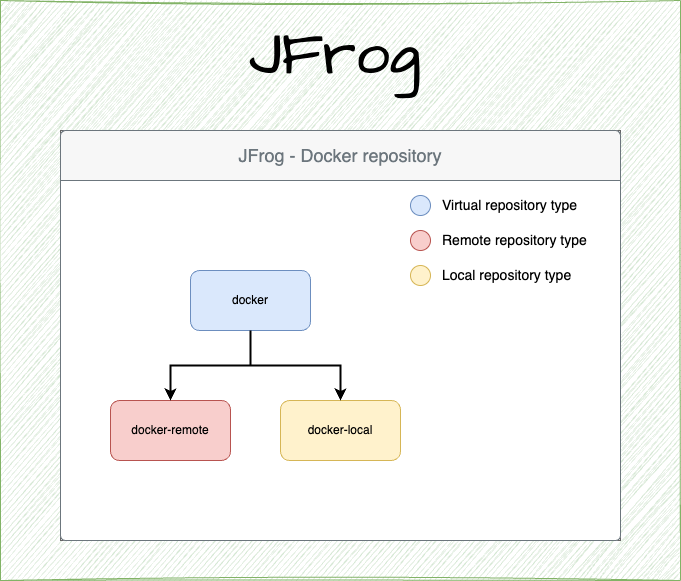 JFrog
JFrog - Docker repository
Virtual repository type
Remote repository type
Local repository type
docker
docker-remote
docker-local